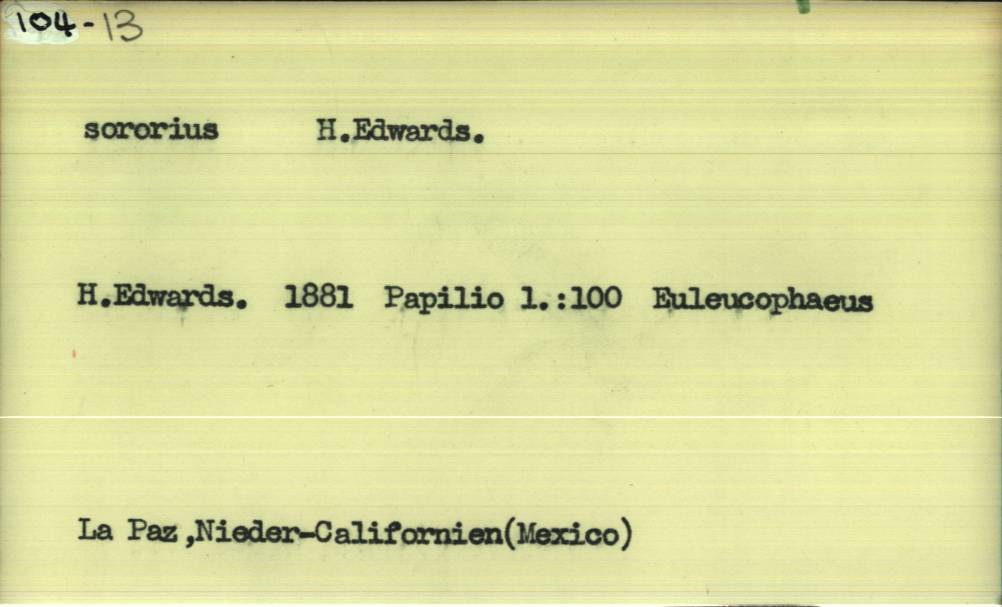 104-13
sororius H.Edwards.
H.Edwards. 1881 Papilio 1.:100 Euleucophaeus
La Paz,Nieder-Californien(Mexico)